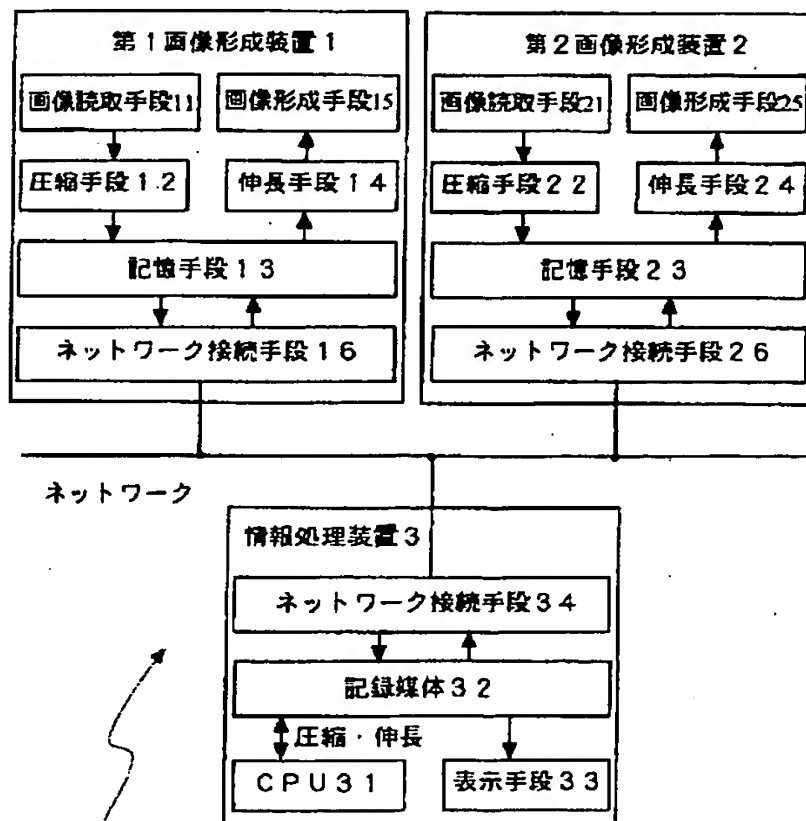 第1画像形成装置1
画像読取手段11
画像形成手段15
圧縮手段12
伸長手段14
記憶手段13
ネットワーク接続手段16
第2画像形成装置2
画像読取手段21
画像形成手段25
圧縮手段22
伸長手段24
記憶手段23
ネットワーク接続手段26
ネットワーク
情報処理装置3
ネットワーク接続手段34
記録媒体32
圧縮・伸長
CPU31
表示手段33